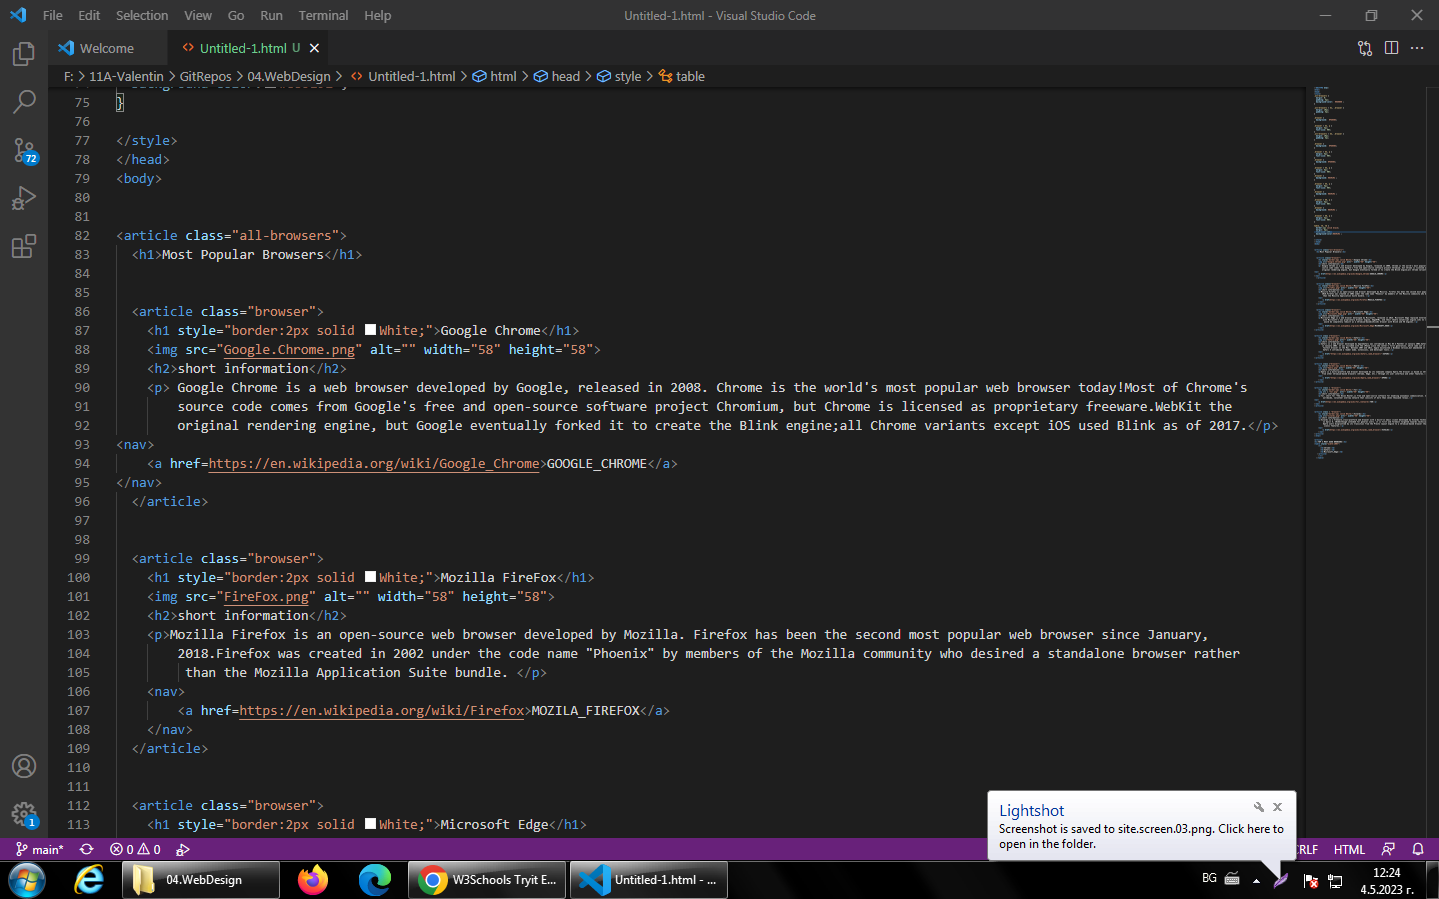 File Edit Selection View Go Run Terminal Help
Untitled-1.html - Visual Studio Code
Welcome
Untitled-1.html U
F: > 11A-Valentin > GitRepos > 04.WebDesign > Untitled-1.html > html > head > style > table
75 }
76
77 </style>
78 </head>
79 <body>
80
81
82 <article class="all-browsers">
83 <h1>Most Popular Browsers</h1>
84
85
86 <article class="browser">
87 <h1 style="border:2px solid White;">Google Chrome</h1>
88 <img src="Google.Chrome.png" alt="" width="58" height="58">
89 <h2>short information</h2>
90 <p> Google Chrome is a web browser developed by Google, released in 2008. Chrome is the world's most popular web browser today!Most of Chrome's
91 source code comes from Google's free and open-source software project Chromium, but Chrome is licensed as proprietary freeware.WebKit the
92 original rendering engine, but Google eventually forked it to create the Blink engine;all Chrome variants except iOS used Blink as of 2017.</p>
93 <nav>
94 <a href=https://en.wikipedia.org/wiki/Google_Chrome>GOOGLE_CHROME</a>
95 </nav>
96 </article>
97
98
99 <article class="browser">
100 <h1 style="border:2px solid White;">Mozilla FireFox</h1>
101 <img src="FireFox.png" alt="" width="58" height="58">
102 <h2>short information</h2>
103 <p>Mozilla Firefox is an open-source web browser developed by Mozilla. Firefox has been the second most popular web browser since January,
104 2018.Firefox was created in 2002 under the code name "Phoenix" by members of the Mozilla community who desired a standalone browser rather
105 than the Mozilla Application Suite bundle. </p>
106 <nav>
107 <a href=https://en.wikipedia.org/wiki/Firefox>MOZILA_FIREFOX</a>
108 </nav>
109 </article>
110
111
112 <article class="browser">
113 <h1 style="border:2px solid White;">Microsoft Edge</h1>
72
1
Lightshot
Screenshot is saved to site.screen.03.png. Click here to
open in the folder.
main* 0 0
CRLF HTML
04.WebDesign
W3Schools Tryit E...
Untitled-1.html - ...
BG
12:24
4.5.2023 г.